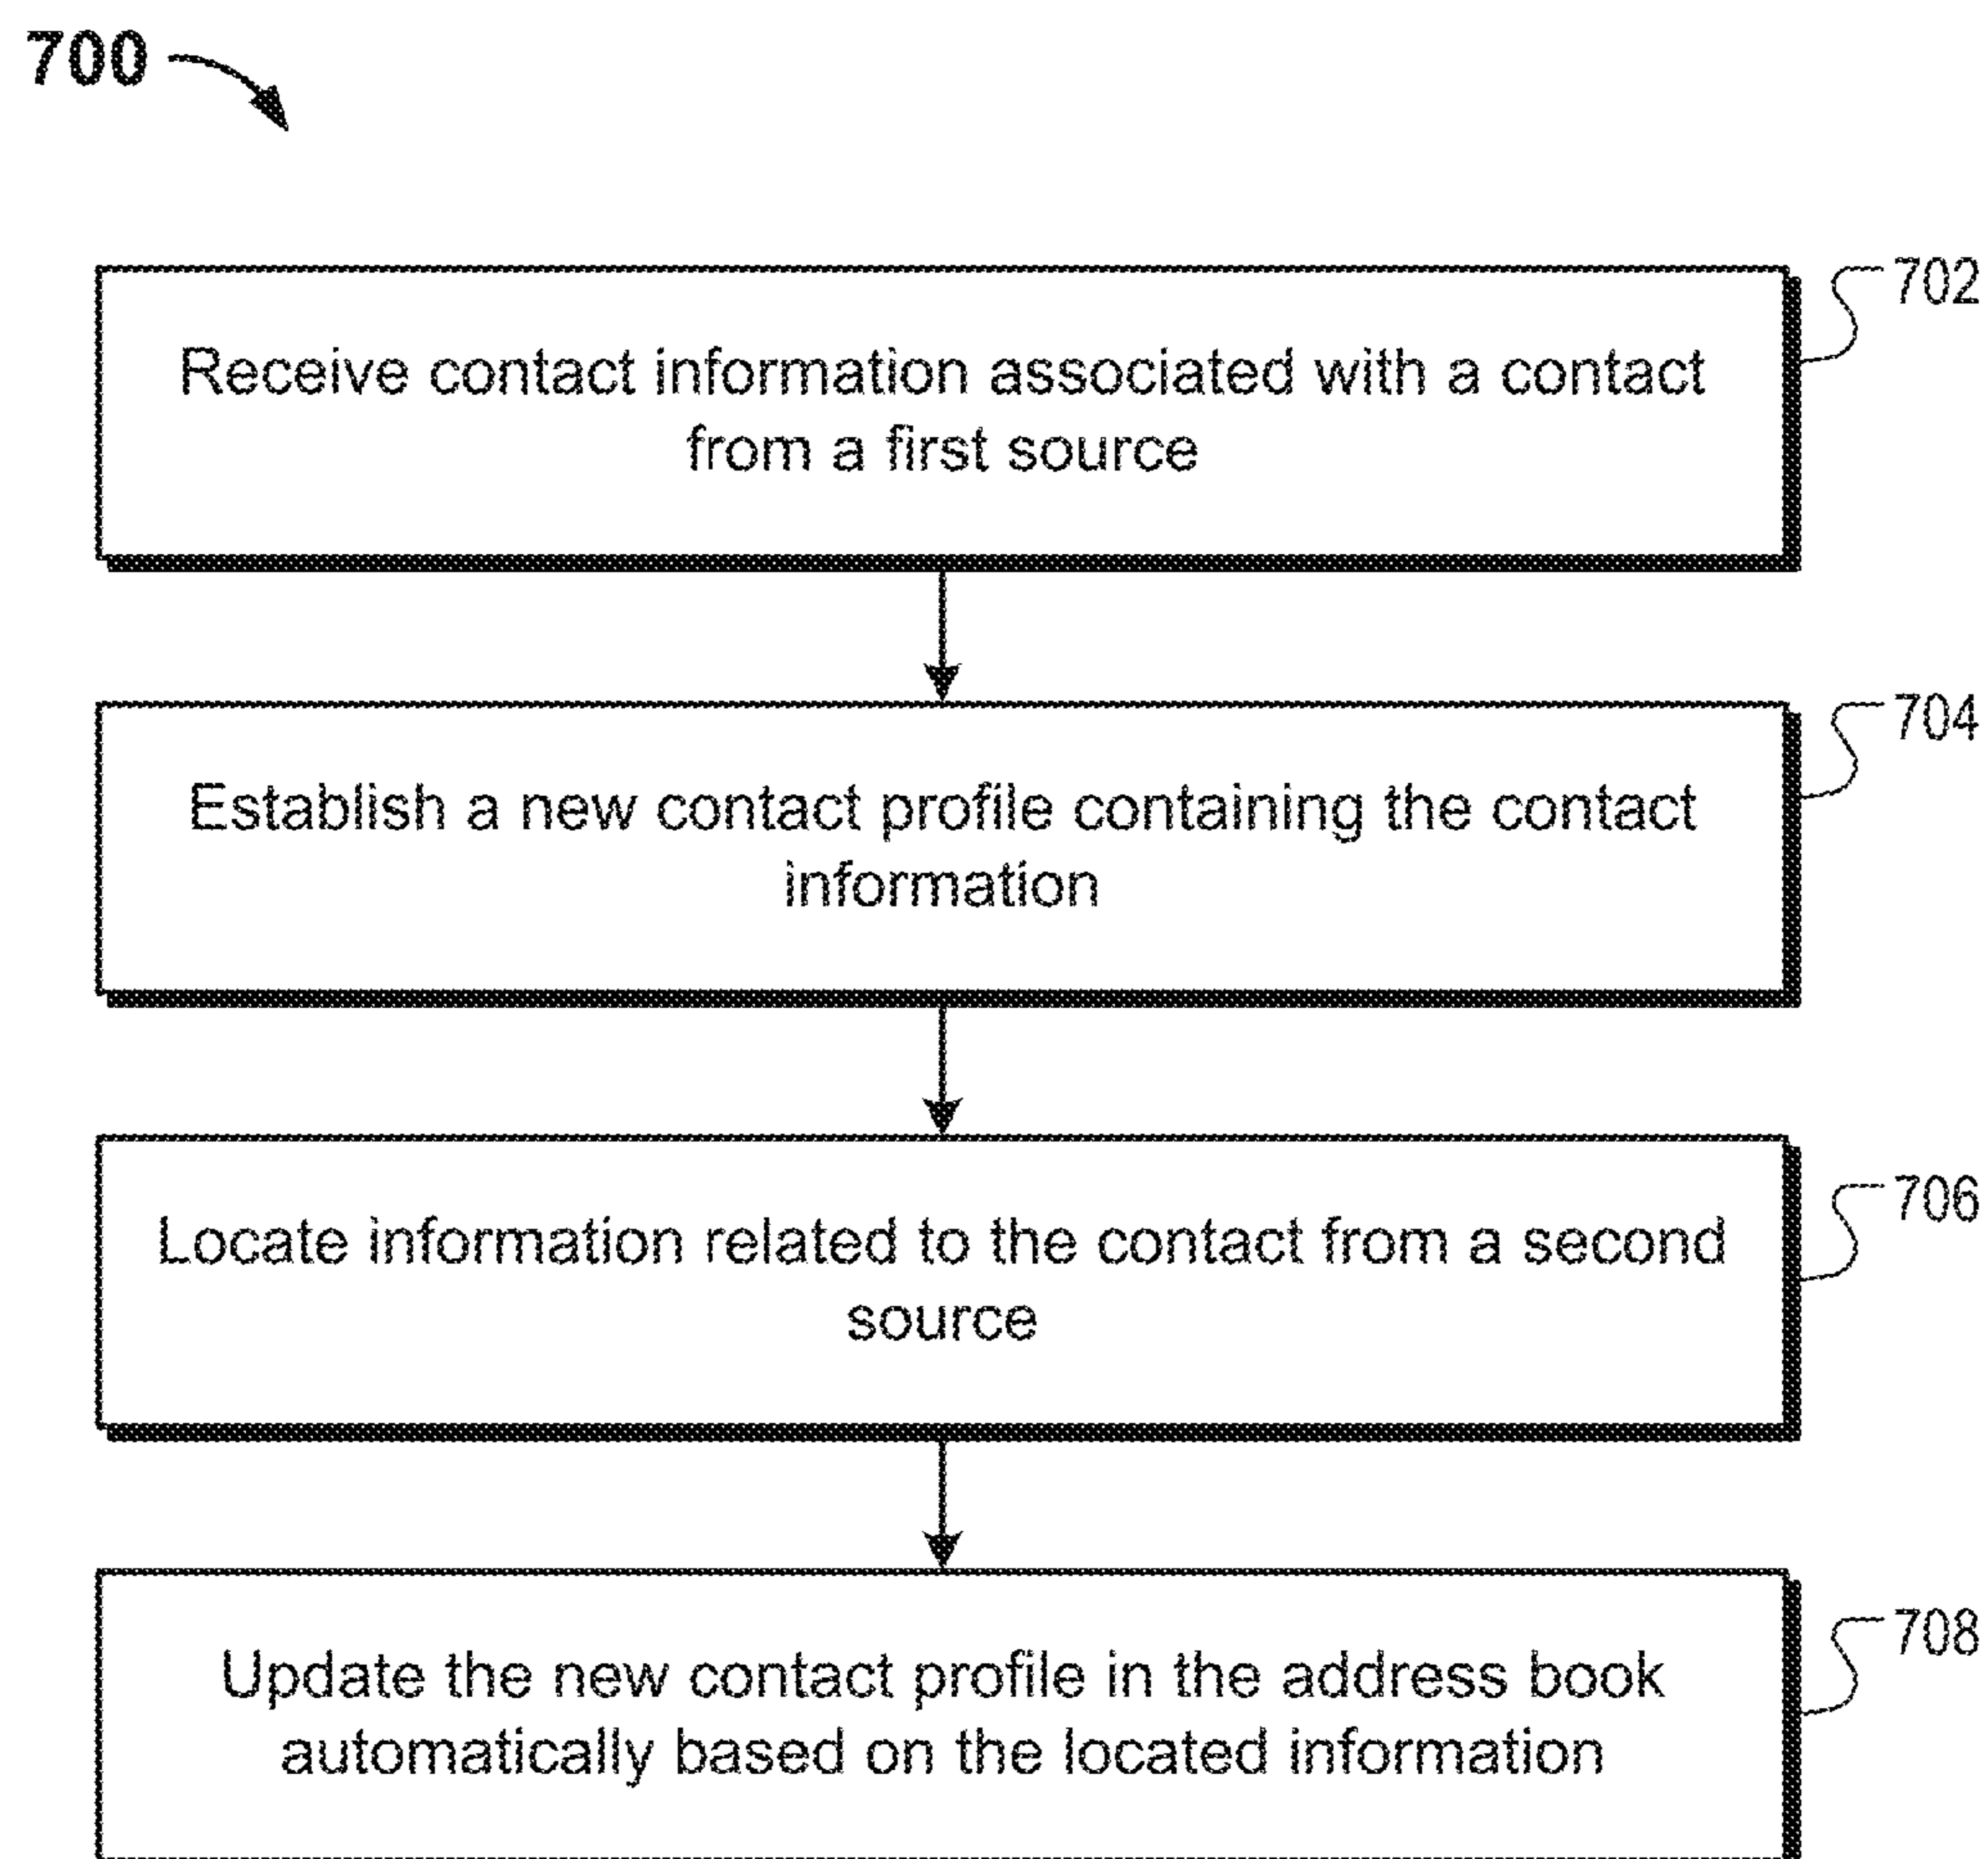 700
702
Receive contact information associated with a contact
from a first source
704
Establish a new contact profile containing the contact
information
706
Locate information related to the contact from a second
source
708
Update the new contact profile in the address book
automatically based on the located information